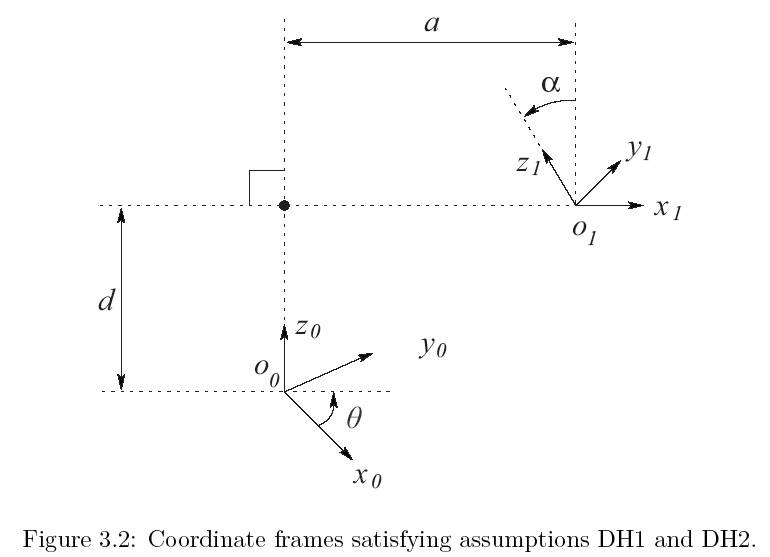 a
α
z1
y1
x1
o1
d
z0
y0
o0
θ
x0
Figure 3.2: Coordinate frames satisfying assumptions DH1 and DH2.